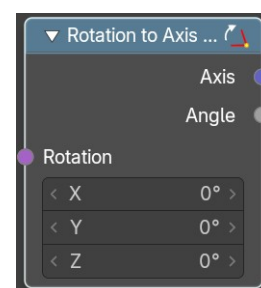 Rotation to Axis ...
Axis
Angle
Rotation
X 0°
Y 0°
Z 0°